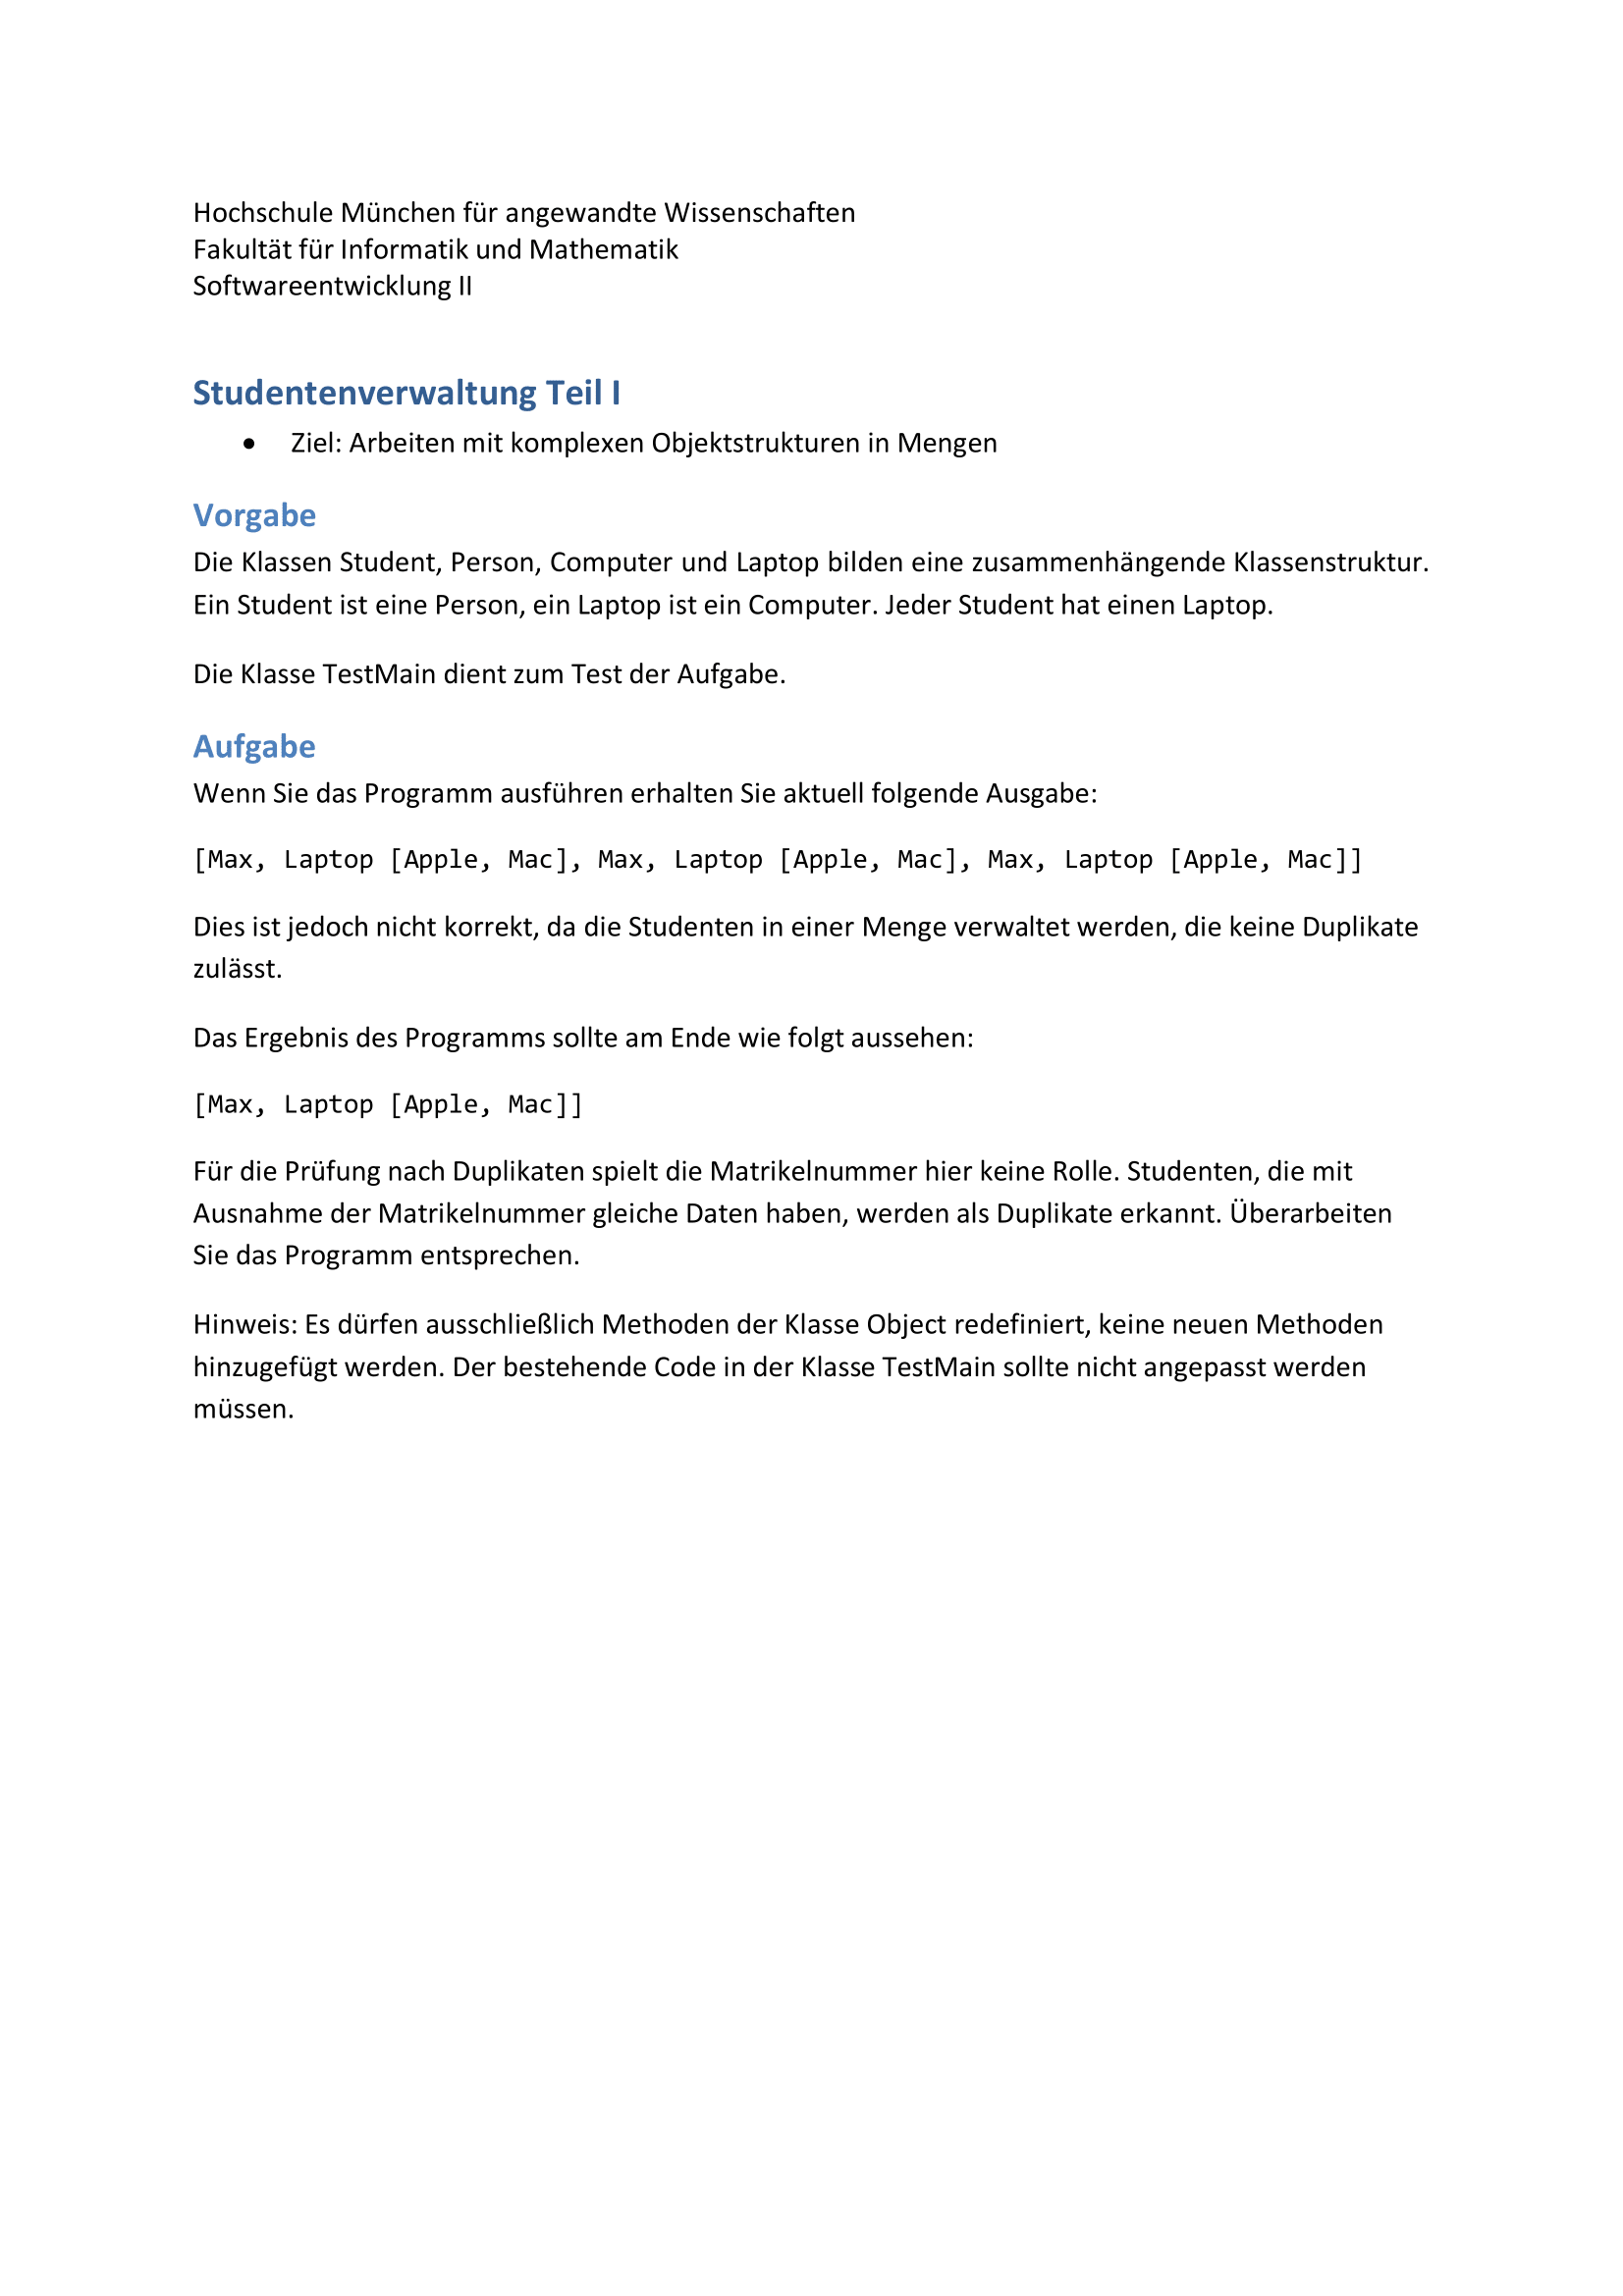 Hochschule München für angewandte Wissenschaften
Fakultät für Informatik und Mathematik
Softwareentwicklung II
Studentenverwaltung Teil I
• Ziel: Arbeiten mit komplexen Objektstrukturen in Mengen
Vorgabe
Die Klassen Student, Person, Computer und Laptop bilden eine zusammenhängende Klassenstruktur.
Ein Student ist eine Person, ein Laptop ist ein Computer. Jeder Student hat einen Laptop.
Die Klasse TestMain dient zum Test der Aufgabe.
Aufgabe
Wenn Sie das Programm ausführen erhalten Sie aktuell folgende Ausgabe:
[Max, Laptop [Apple, Mac], Max, Laptop [Apple, Mac], Max, Laptop [Apple, Mac]]
Dies ist jedoch nicht korrekt, da die Studenten in einer Menge verwaltet werden, die keine Duplikate
zulässt.
Das Ergebnis des Programms sollte am Ende wie folgt aussehen:
[Max, Laptop [Apple, Mac]]
Für die Prüfung nach Duplikaten spielt die Matrikelnummer hier keine Rolle. Studenten, die mit
Ausnahme der Matrikelnummer gleiche Daten haben, werden als Duplikate erkannt. Überarbeiten
Sie das Programm entsprechen.
Hinweis: Es dürfen ausschließlich Methoden der Klasse Object redefiniert, keine neuen Methoden
hinzugefügt werden. Der bestehende Code in der Klasse TestMain sollte nicht angepasst werden
müssen.